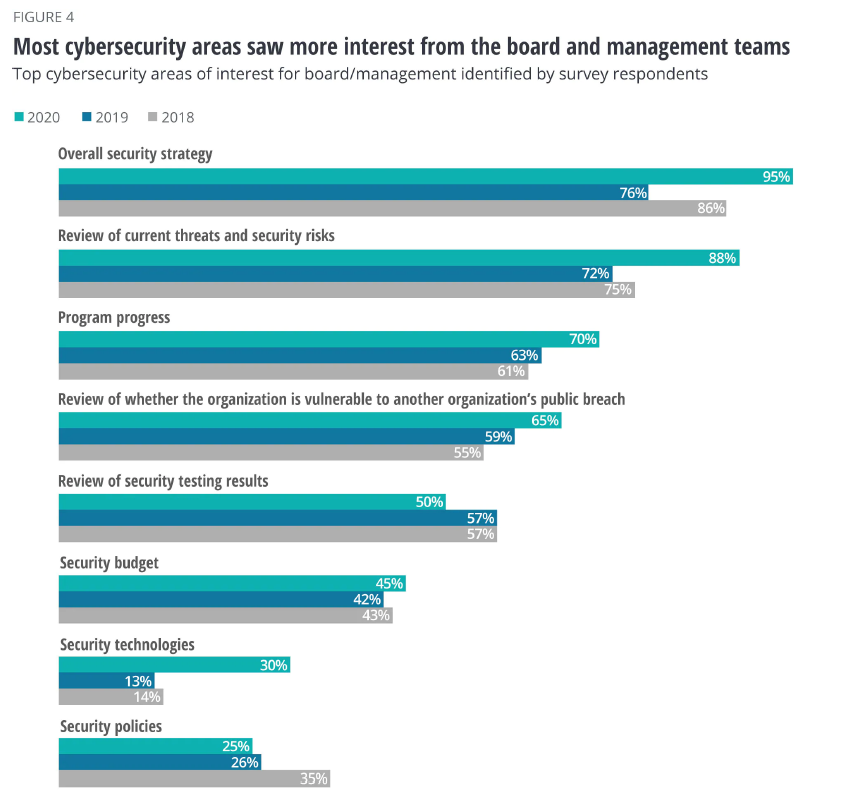 FIGURE 4
Most cybersecurity areas saw more interest from the board and management teams
Top cybersecurity areas of interest for board/management identified by survey respondents
2020 2019 2018
Overall security strategy
95%
76%
86%
Review of current threats and security risks
88%
72%
75%
Program progress
70%
63%
61%
Review of whether the organization is vulnerable to another organization’s public breach
65%
59%
55%
Review of security testing results
50%
57%
57%
Security budget
45%
42%
43%
Security technologies
30%
13%
14%
Security policies
25%
26%
35%